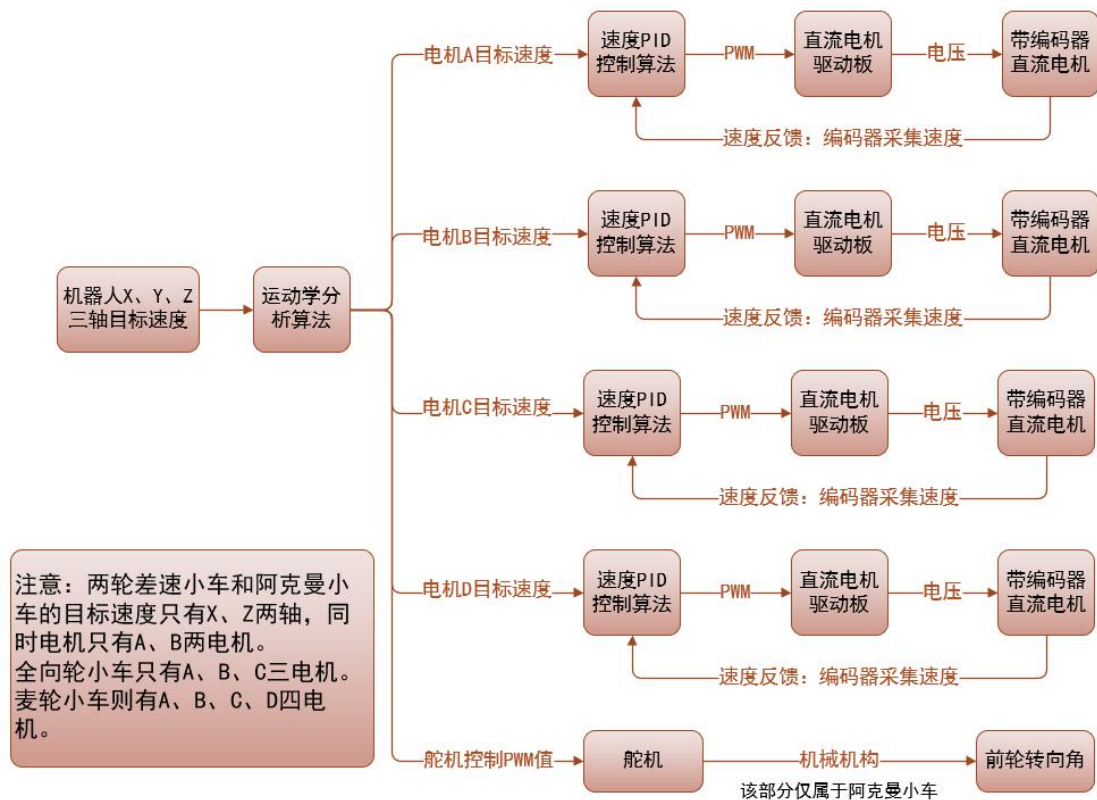 电机A目标速度
速度PID
控制算法
PWM
直流电机
驱动板
电压
带编码器
直流电机
速度反馈：编码器采集速度
电机B目标速度
速度PID
控制算法
PWM
直流电机
驱动板
电压
带编码器
直流电机
速度反馈：编码器采集速度
机器人X、Y、Z
三轴目标速度
运动学分
析算法
电机C目标速度
速度PID
控制算法
PWM
直流电机
驱动板
电压
带编码器
直流电机
速度反馈：编码器采集速度
电机D目标速度
速度PID
控制算法
PWM
直流电机
驱动板
电压
带编码器
直流电机
速度反馈：编码器采集速度
注意：两轮差速小车和阿克曼小
车的目标速度只有X、Z两轴，同
时电机只有A、B两电机。
全向轮小车只有A、B、C三电机。
麦轮小车则有A、B、C、D四电
机。
舵机控制PWM值
舵机
机械机构
前轮转向角
该部分仅属于阿克曼小车